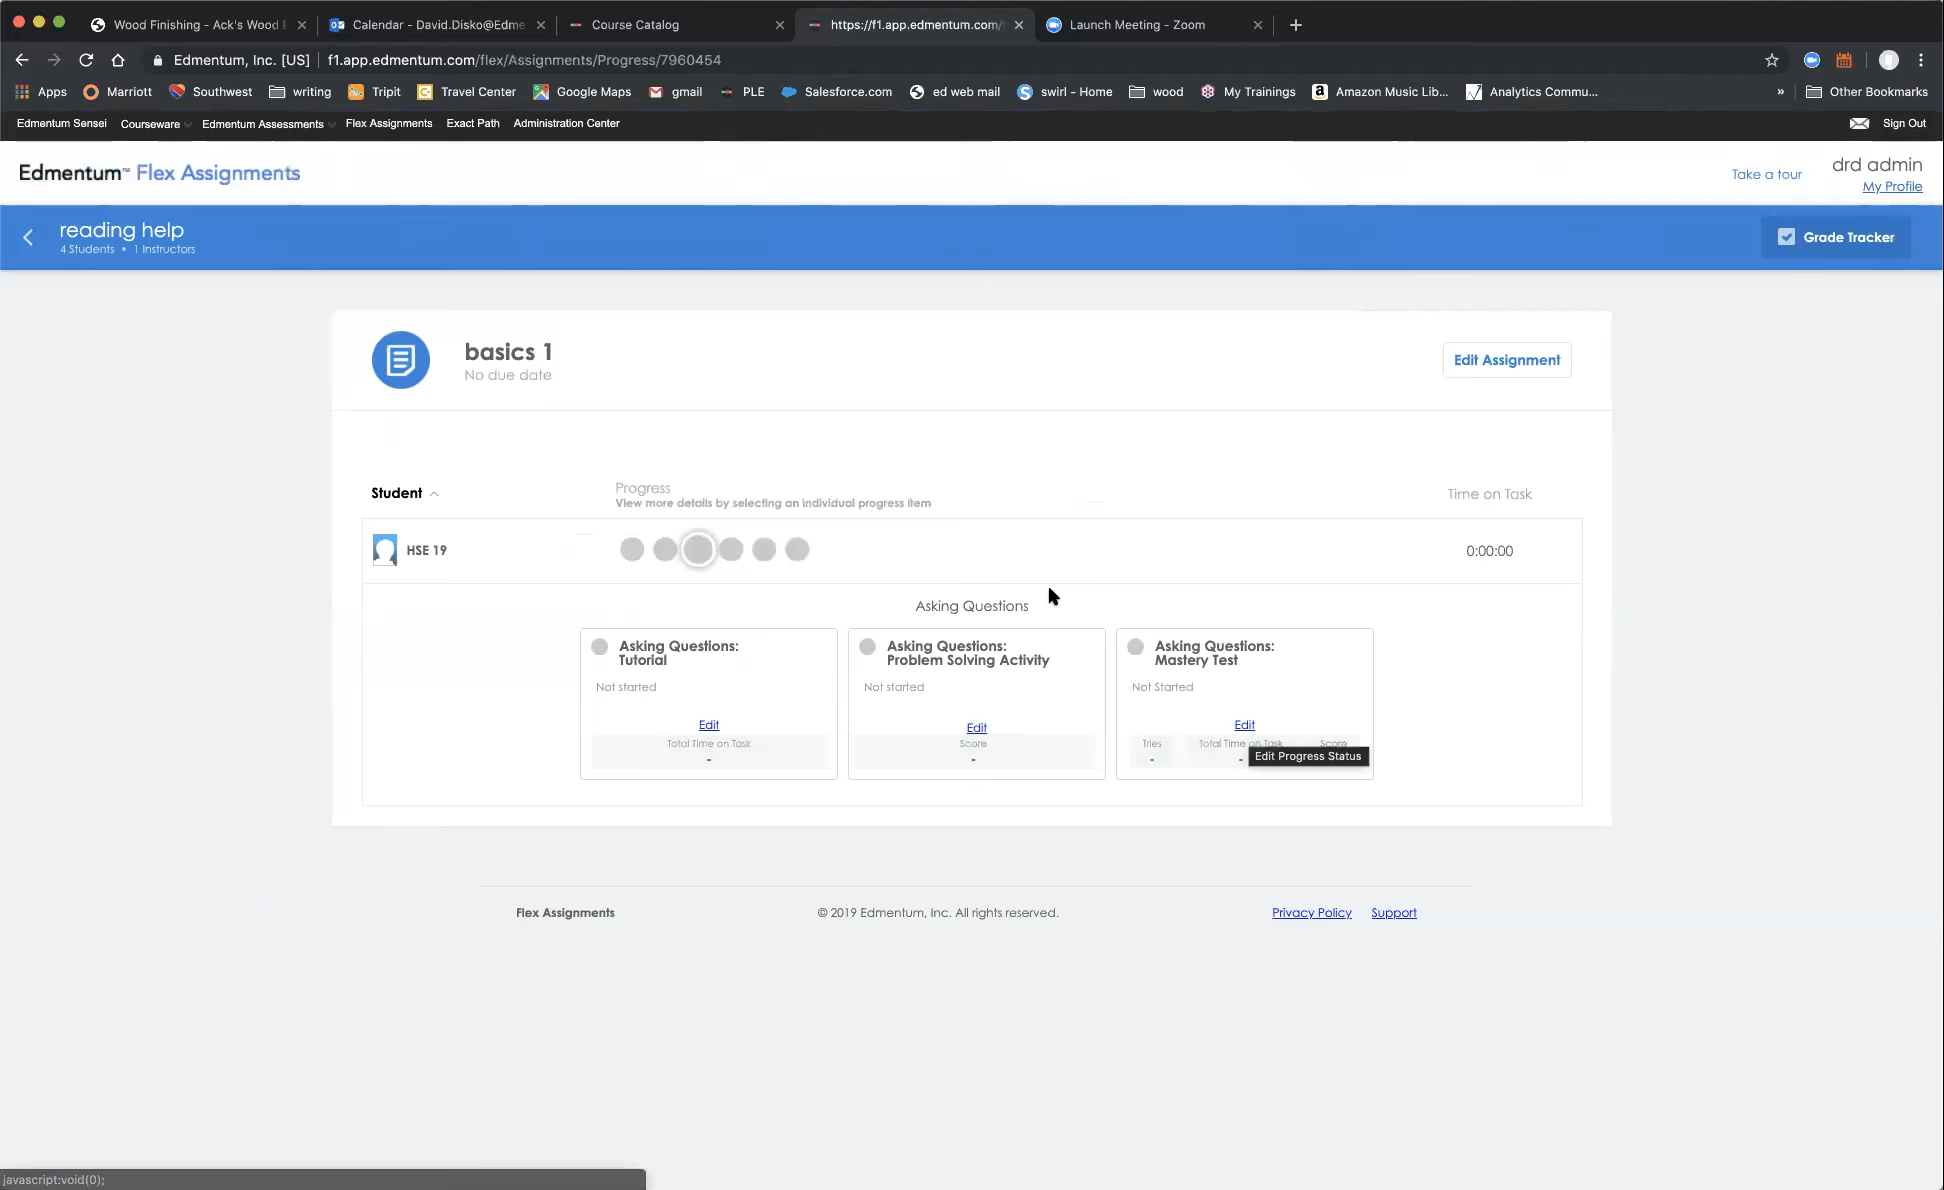 Wood Finishing - Ack's Wood
Calendar - David.Disko@Edme
Course Catalog
https://f1.app.edmentum.com/
Launch Meeting - Zoom
Edmentum, Inc. [US]
f1.app.edmentum.com/flex/Assignments/Progress/7960454
Apps
Marriott
Southwest
writing
Tripit
Travel Center
Google Maps
gmail
PLE
Salesforce.com
ed web mail
swirl - Home
wood
My Trainings
Amazon Music Lib...
Analytics Commu...
»
Other Bookmarks
Edmentum Sensei
Courseware
Edmentum Assessments
Flex Assignments
Exact Path
Administration Center
Sign Out
Edmentum™ Flex Assignments
Take a tour
drd admin
My Profile
reading help
4 Students • 1 Instructors
Grade Tracker
basics 1
No due date
Edit Assignment
Student
Progress
View more details by selecting an individual progress item
Time on Task
HSE 19
0:00:00
Asking Questions
Asking Questions:
Tutorial
Not started
Edit
Total Time on Task
-
Asking Questions:
Problem Solving Activity
Not started
Edit
Score
-
Asking Questions:
Mastery Test
Not Started
Edit
Tries
Total Time on Task
Score
-
-
Edit Progress Status
Flex Assignments
© 2019 Edmentum, Inc. All rights reserved.
Privacy Policy
Support
javascript:void(0);